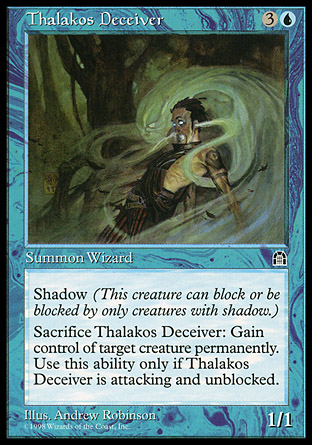 Thalakos Deceiver 3
Summon Wizard
Shadow (This creature can block or be
blocked by only creatures with shadow.)
Sacrifice Thalakos Deceiver: Gain
control of target creature permanently.
Use this ability only if Thalakos
Deceiver is attacking and unblocked.
Illus. Andrew Robinson
©1998 Wizards of the Coast, Inc.
1/1